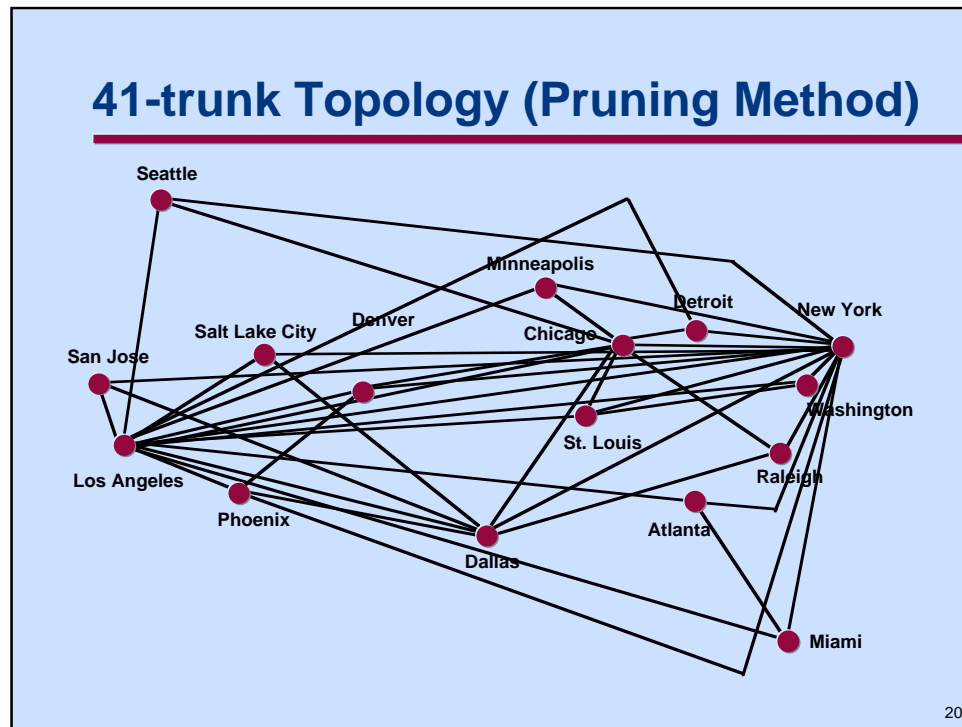 41-trunk Topology (Pruning Method)
Seattle
Minneapolis
Detroit
New York
Denver
Salt Lake City
Chicago
San Jose
Washington
St. Louis
Los Angeles
Raleigh
Phoenix
Atlanta
Dallas
Miami
20